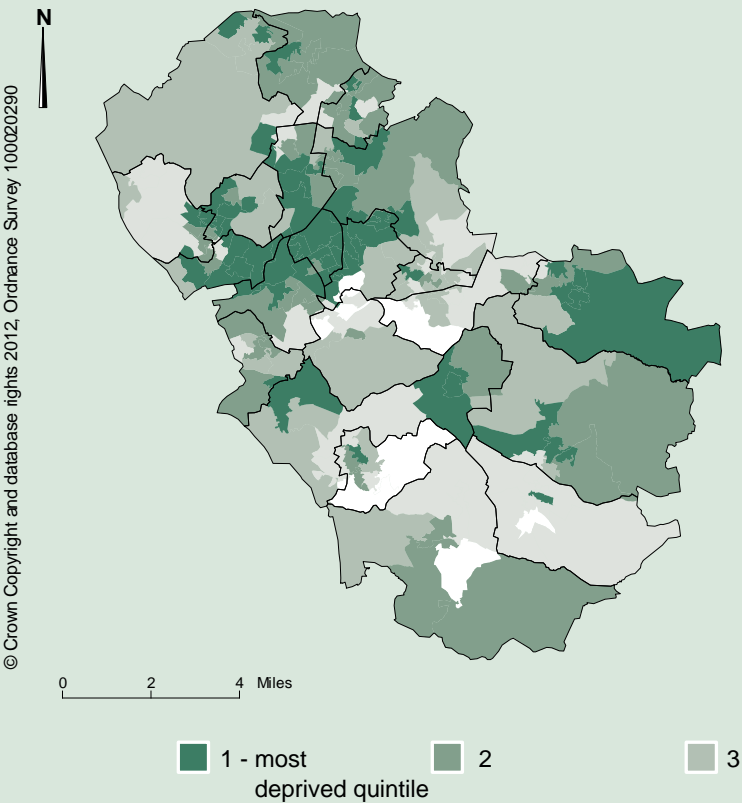 N
© Crown Copyright and database rights 2012, Ordnance Survey 100020290
0 2 4 Miles
1 - most 2 3
deprived quintile